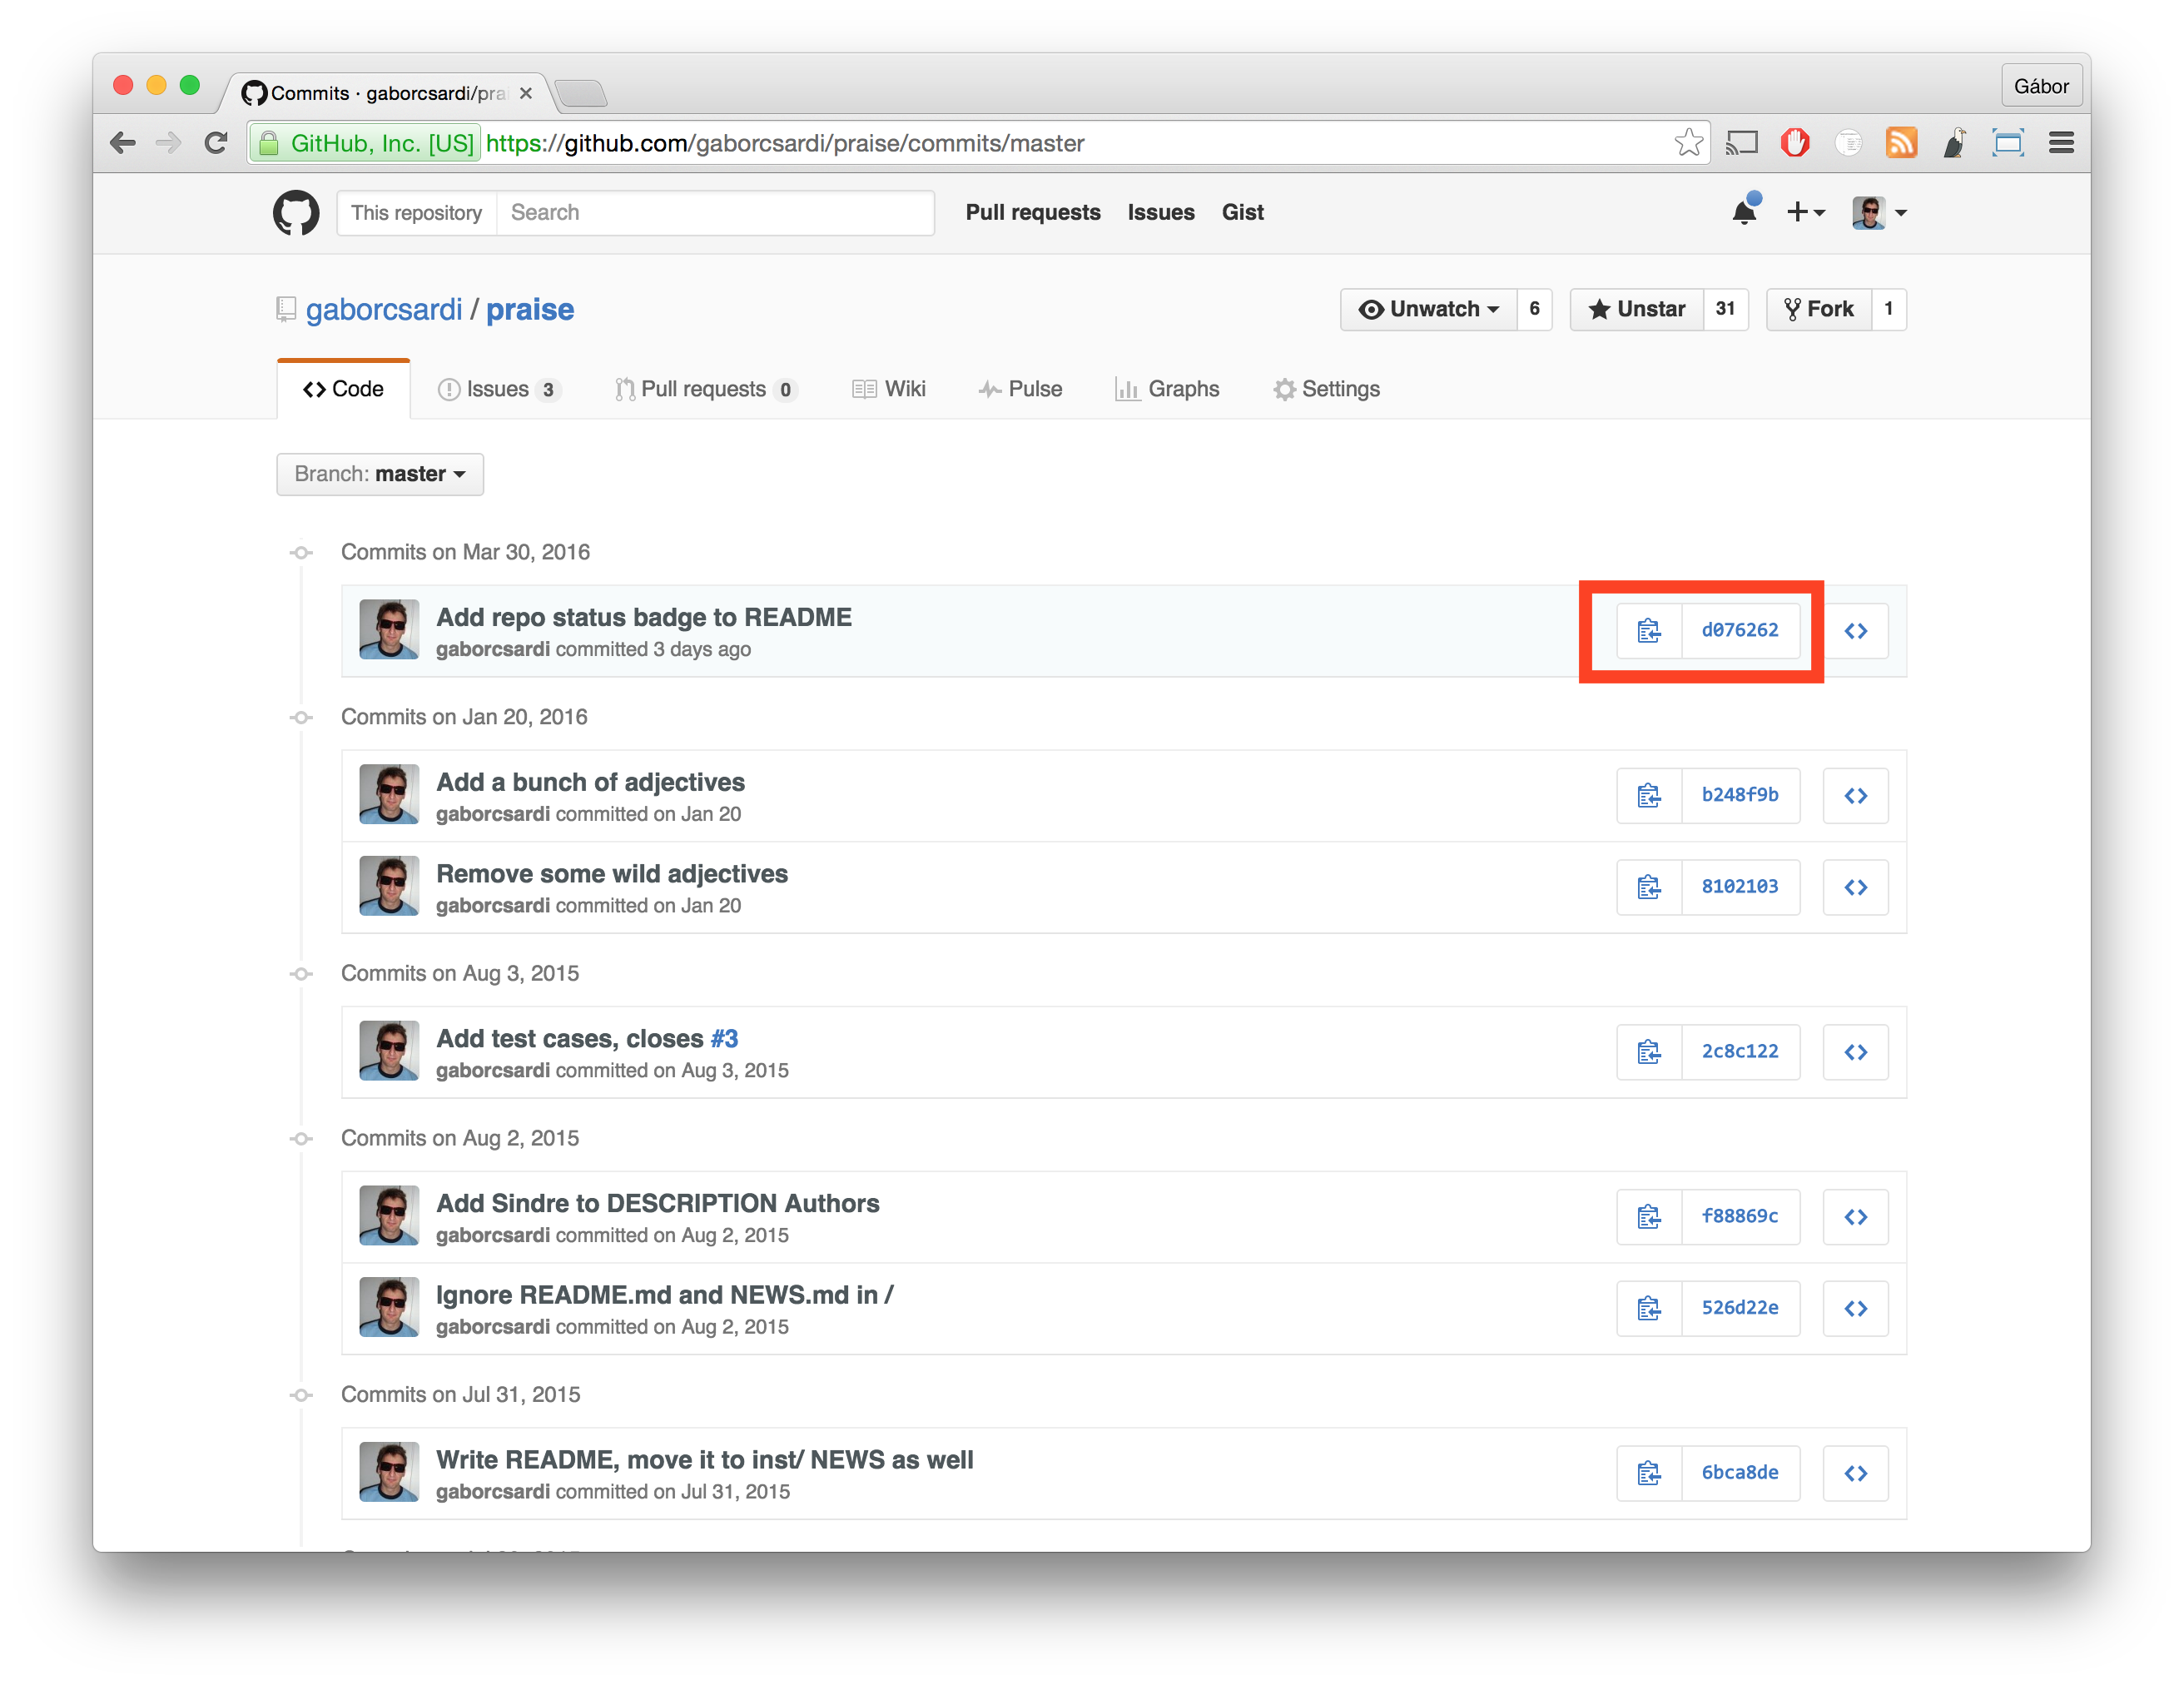 Commits · gaborcsardi/pra
Gábor
GitHub, Inc. [US] https://github.com/gaborcsardi/praise/commits/master
This repository Search Pull requests Issues Gist
gaborcsardi / praise Unwatch 6 Unstar 31 Fork 1
Code Issues 3 Pull requests 0 Wiki Pulse Graphs Settings
Branch: master
Commits on Mar 30, 2016
Add repo status badge to README
gaborcsardi committed 3 days ago
d076262
Commits on Jan 20, 2016
Add a bunch of adjectives
gaborcsardi committed on Jan 20
b248f9b
Remove some wild adjectives
gaborcsardi committed on Jan 20
8102103
Commits on Aug 3, 2015
Add test cases, closes #3
gaborcsardi committed on Aug 3, 2015
2c8c122
Commits on Aug 2, 2015
Add Sindre to DESCRIPTION Authors
gaborcsardi committed on Aug 2, 2015
f88869c
Ignore README.md and NEWS.md in /
gaborcsardi committed on Aug 2, 2015
526d22e
Commits on Jul 31, 2015
Write README, move it to inst/ NEWS as well
gaborcsardi committed on Jul 31, 2015
6bca8de